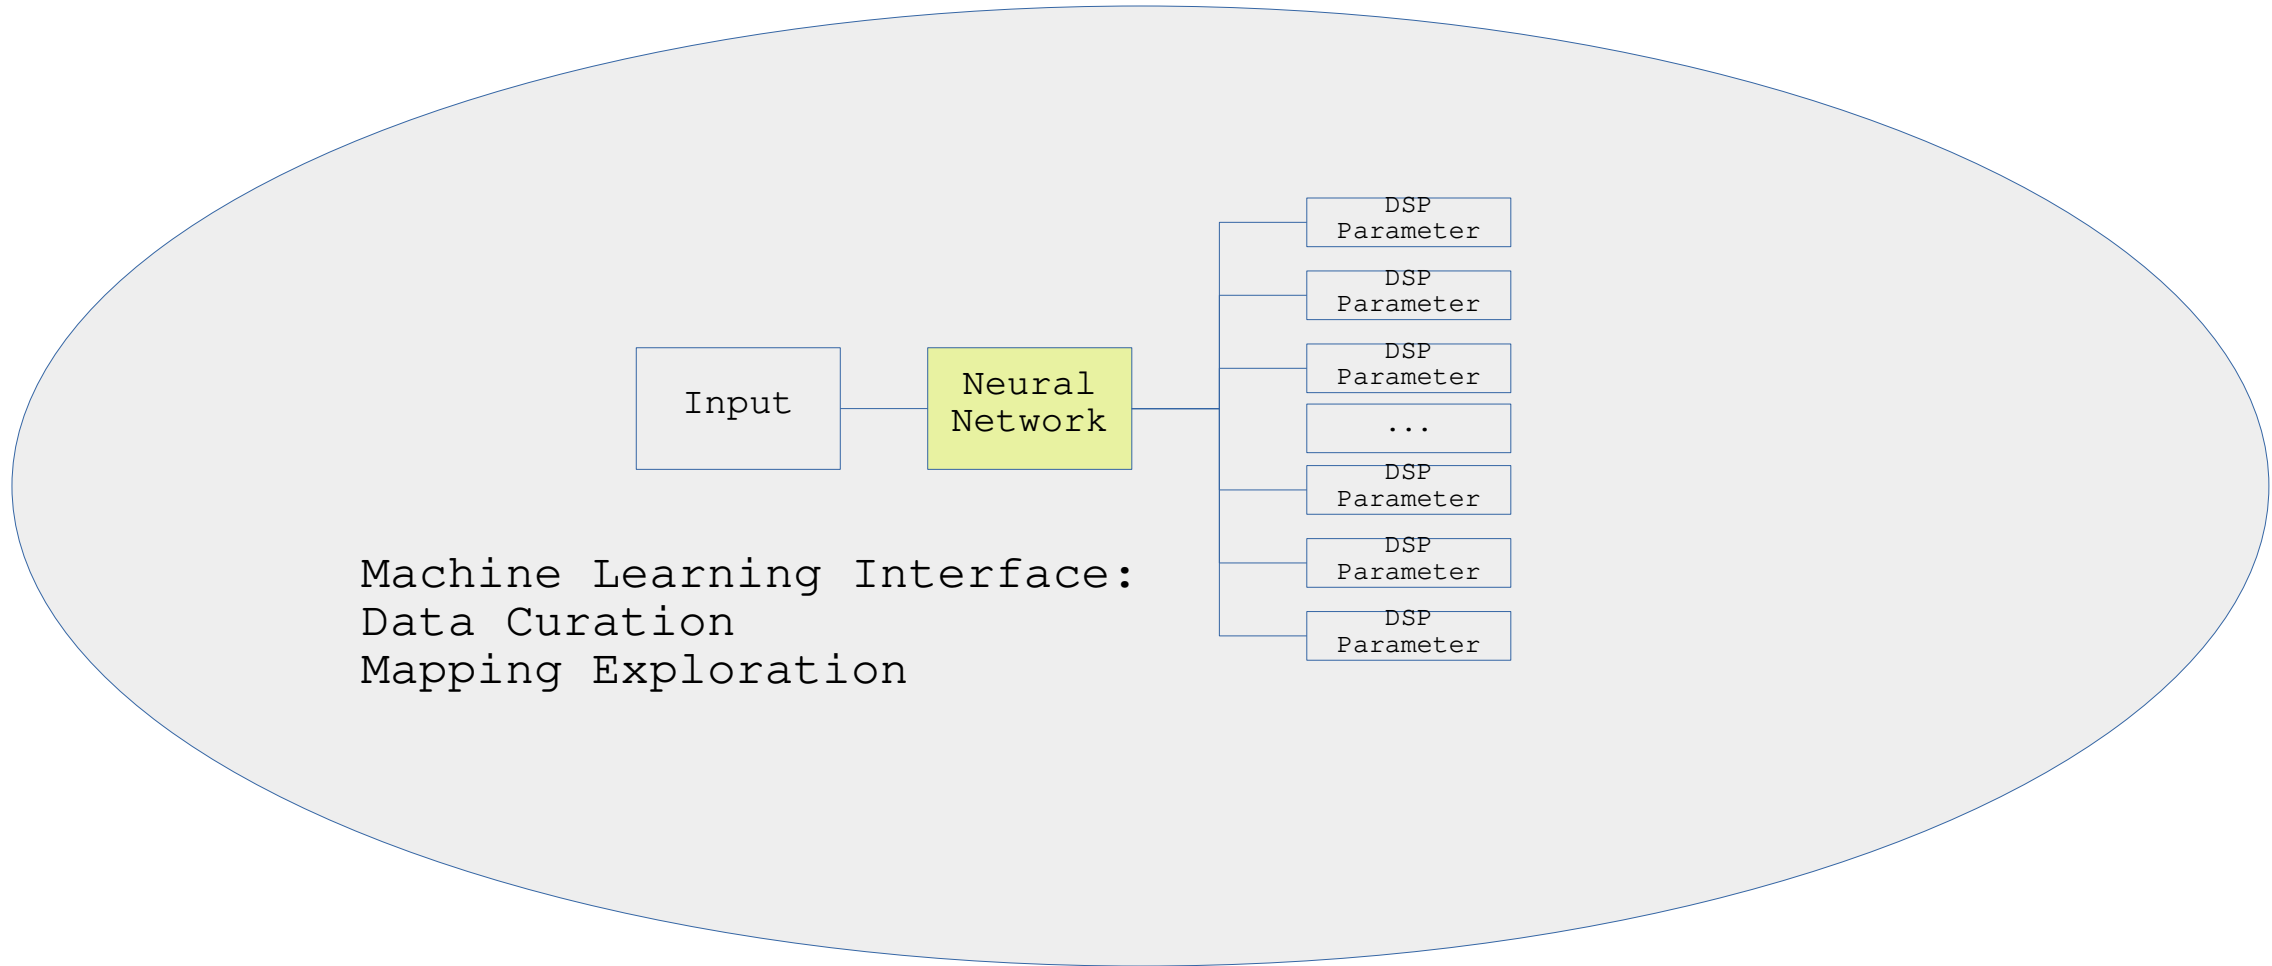 DSP
Parameter
DSP
Parameter
DSP
Parameter
Input
Neural
Network
...
DSP
Parameter
DSP
Parameter
DSP
Parameter
Machine Learning Interface:
Data Curation
Mapping Exploration